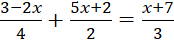 (3−2x)/4 + (5x+2)/2 = (x+7)/3